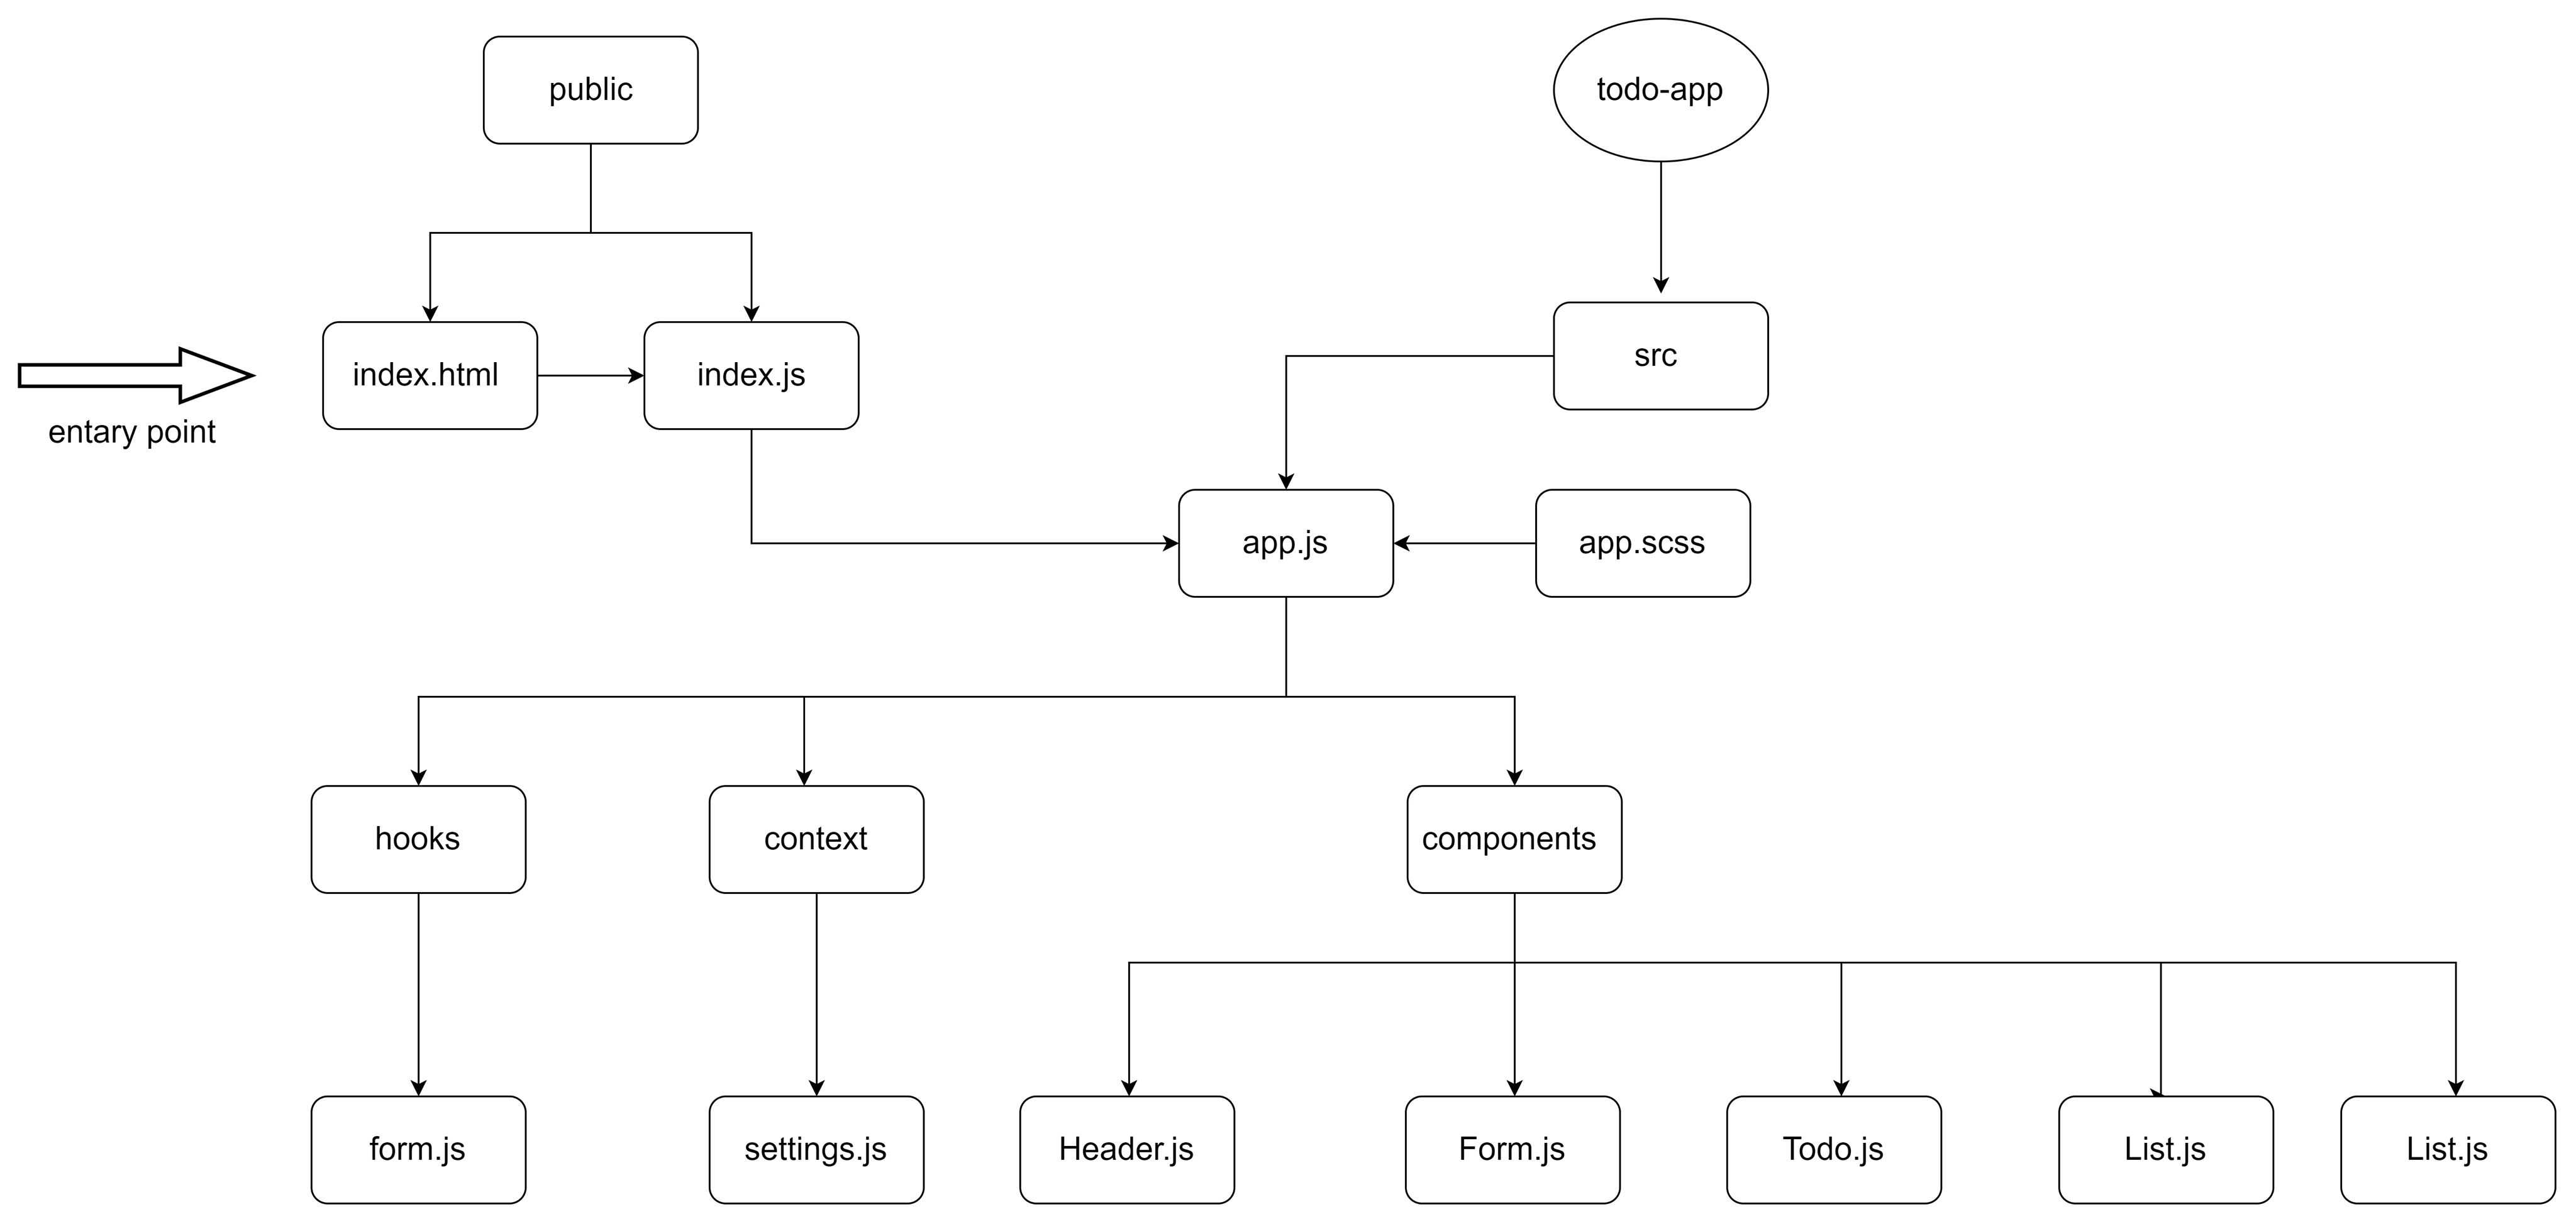 public
todo-app
index.html
index.js
src
entary point
app.js
app.scss
hooks
context
components
form.js
settings.js
Header.js
Form.js
Todo.js
List.js
List.js